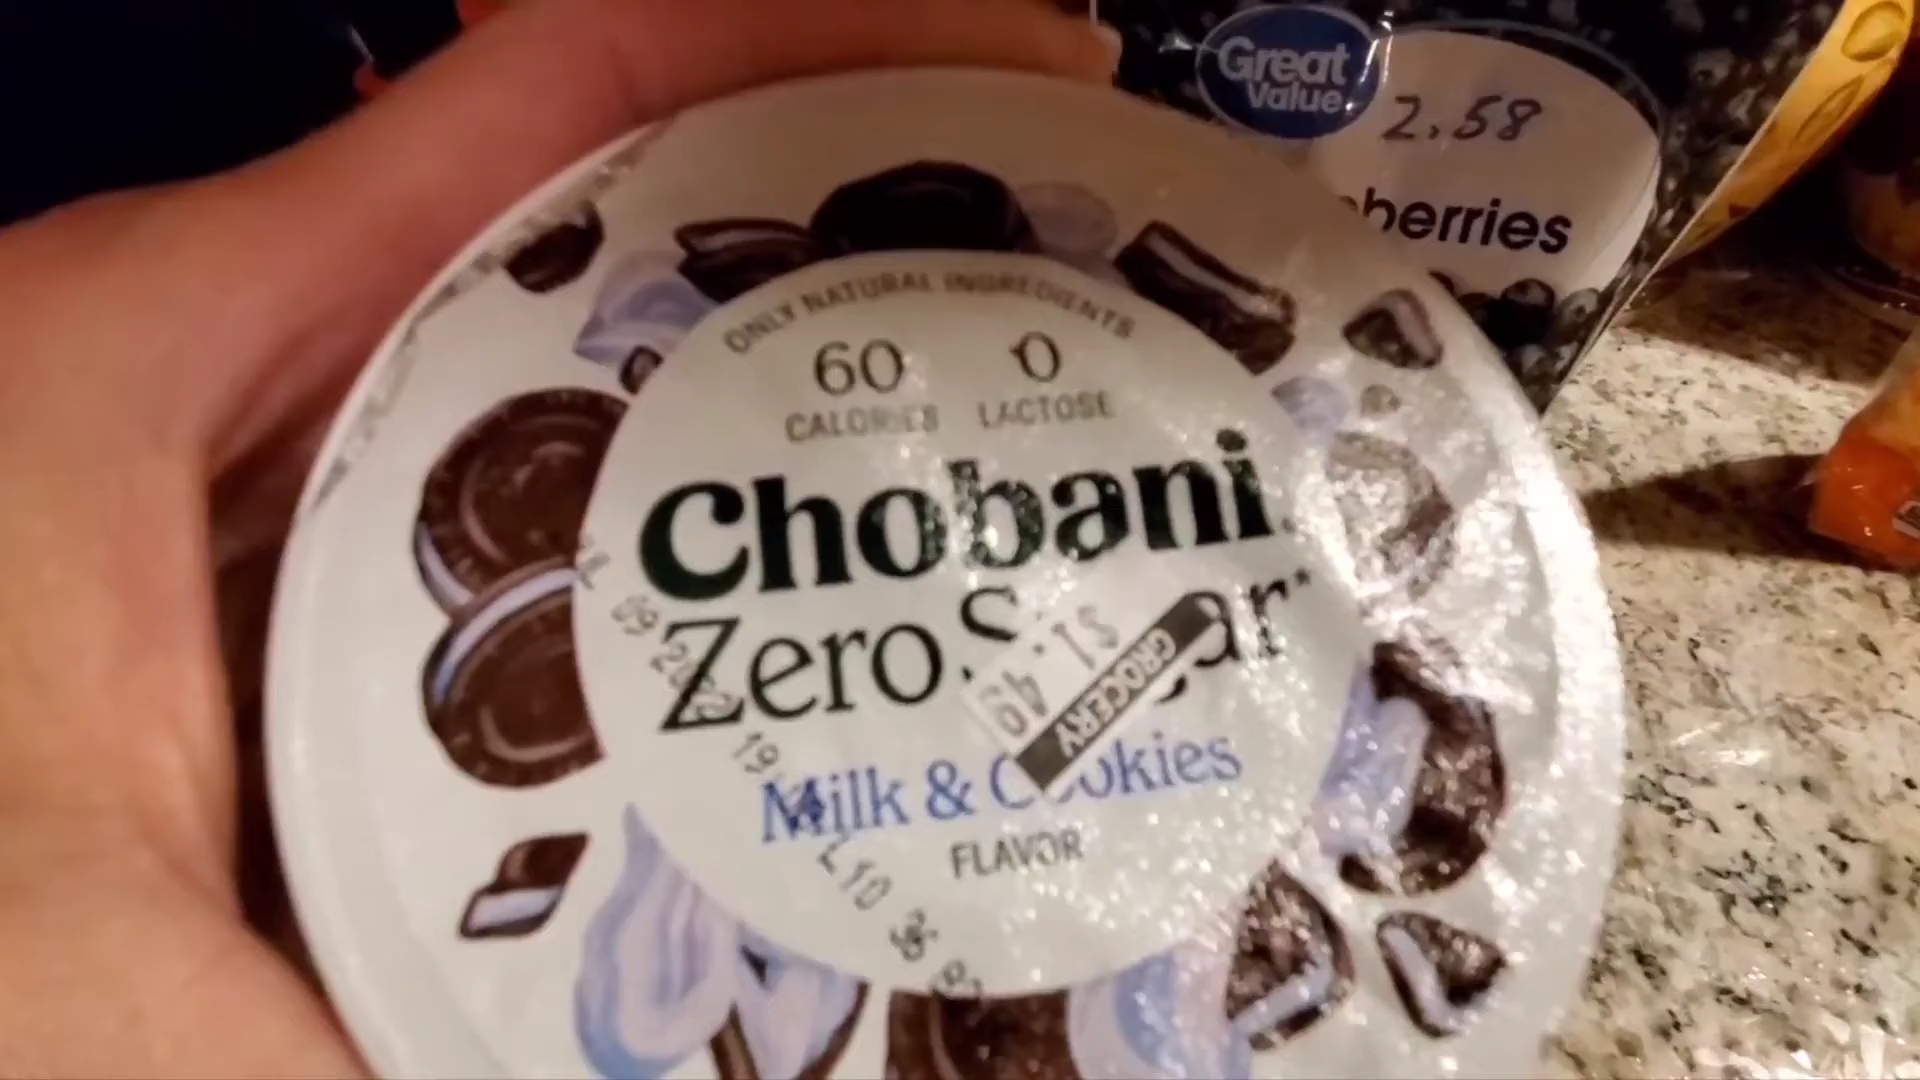 Great
Value
2.58
berries
ONLY NATURAL INGREDIENTS
60 0
CALORIES LACTOSE
Chobani
Zero
$1.49
GROCERY
Milk &
FLAVOR